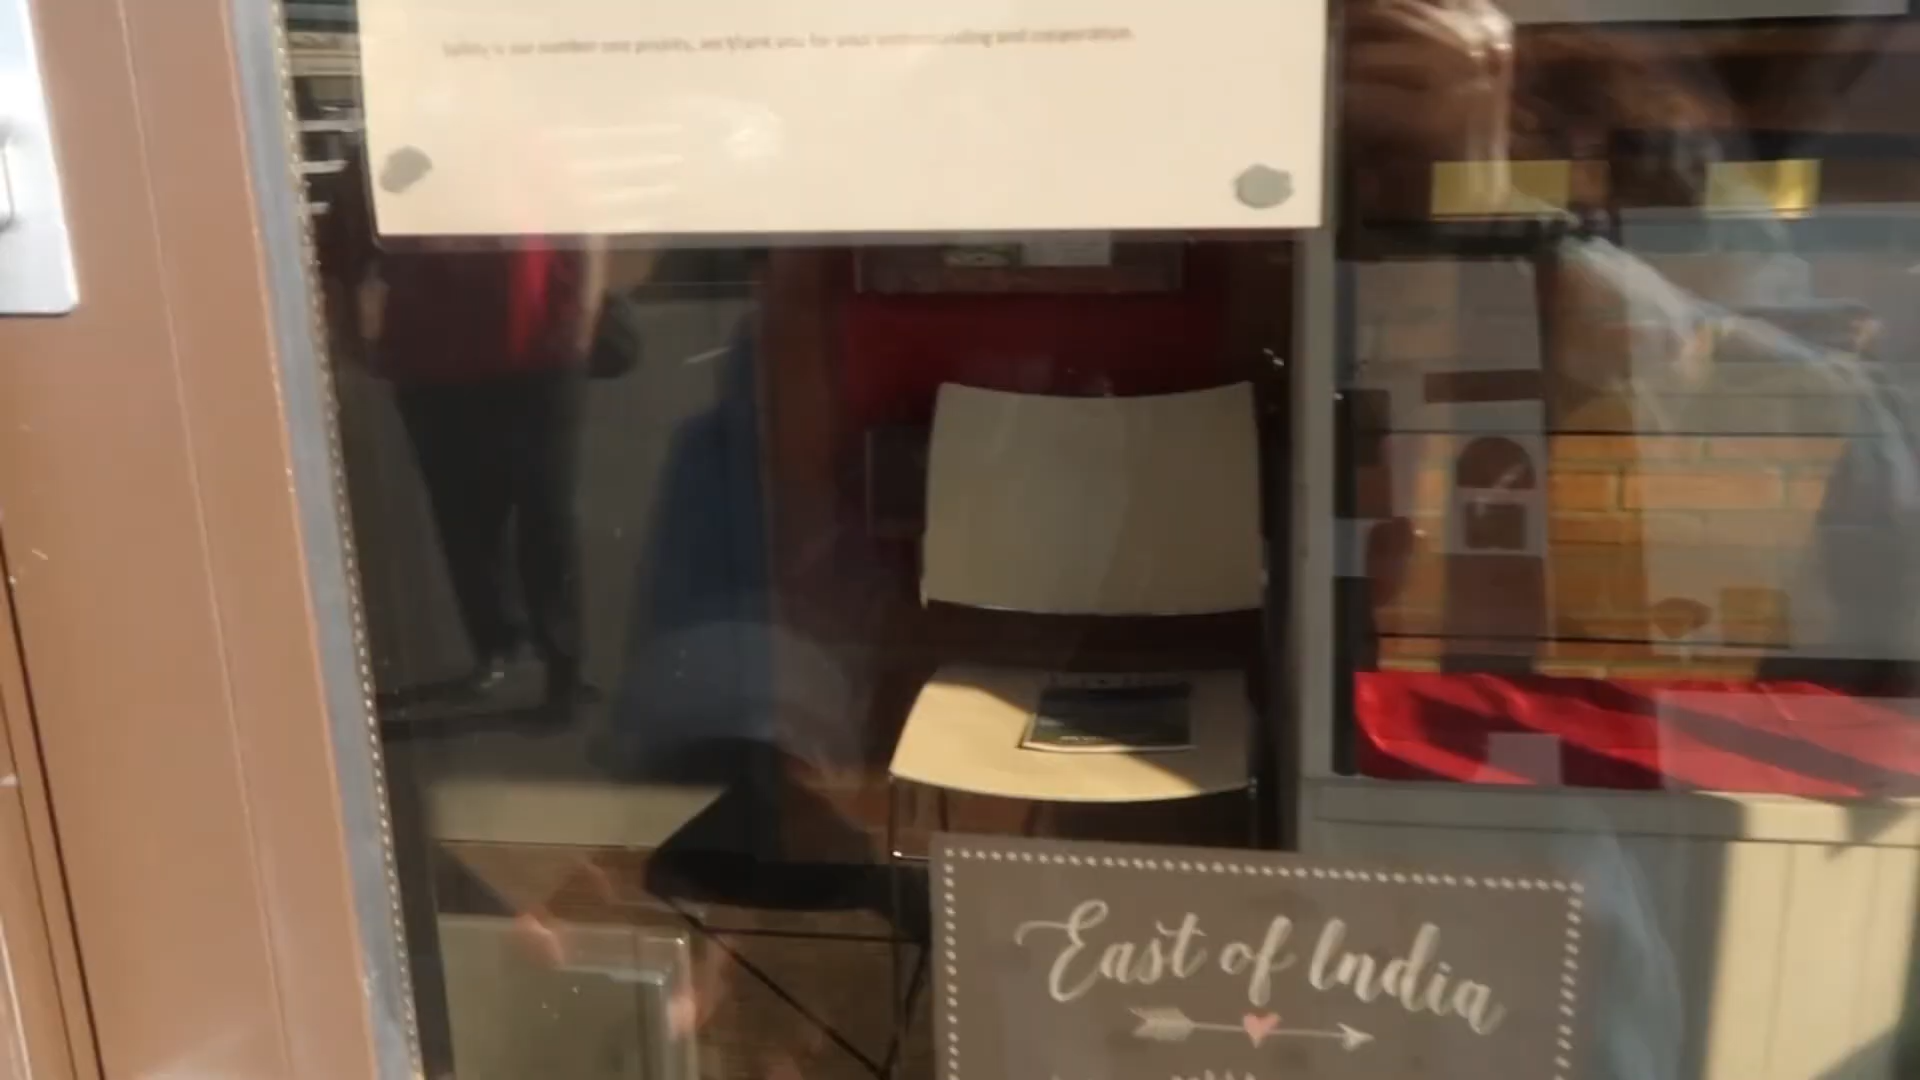 Safety is our number one priority, we thank you for your understanding and cooperation.
East of India